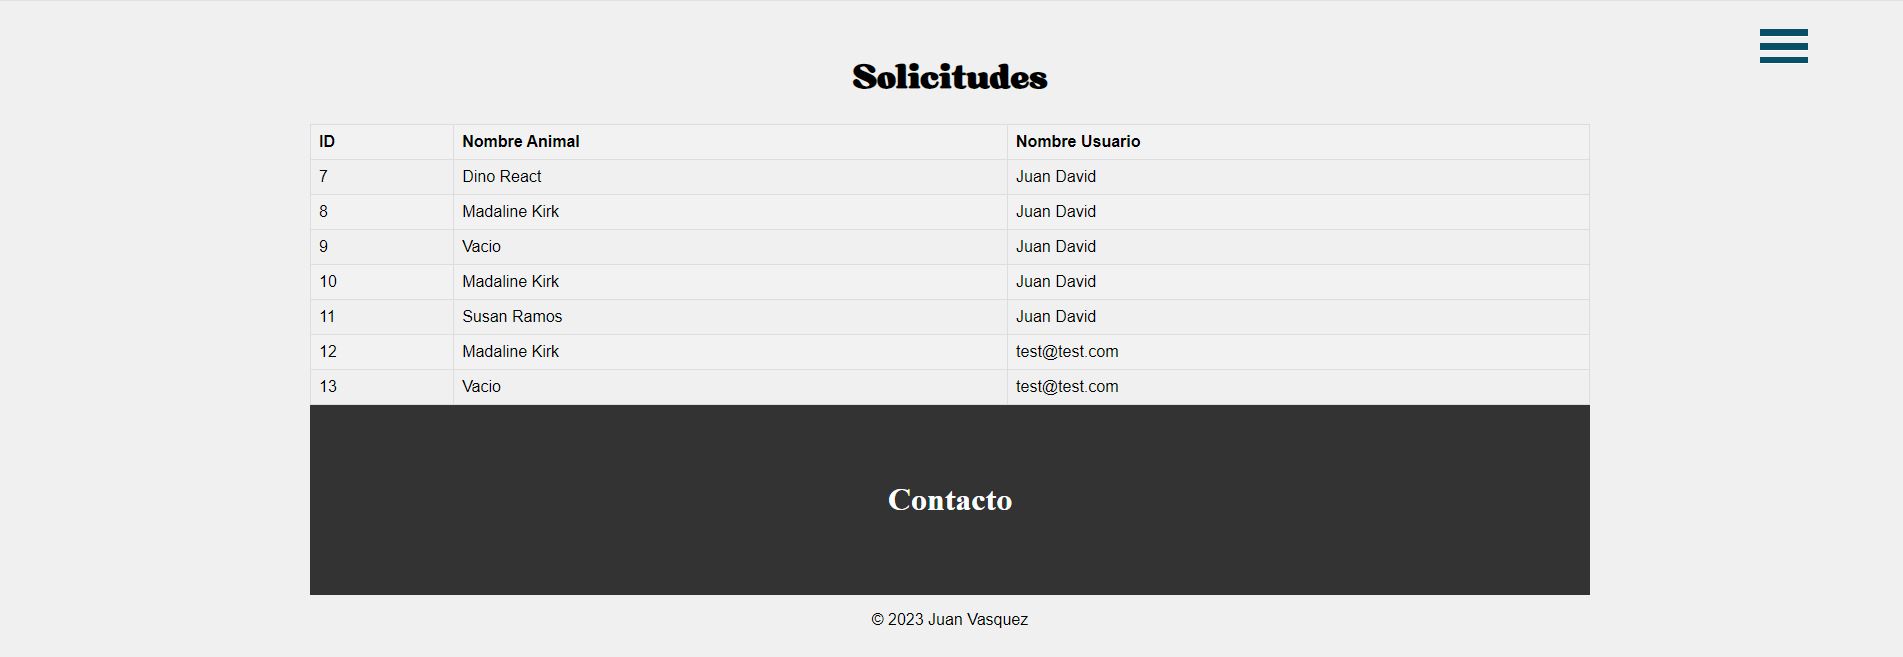 Solicitudes
ID Nombre Animal Nombre Usuario
7 Dino React Juan David
8 Madaline Kirk Juan David
9 Vacio Juan David
10 Madaline Kirk Juan David
11 Susan Ramos Juan David
12 Madaline Kirk test@test.com
13 Vacio test@test.com
Contacto
© 2023 Juan Vasquez